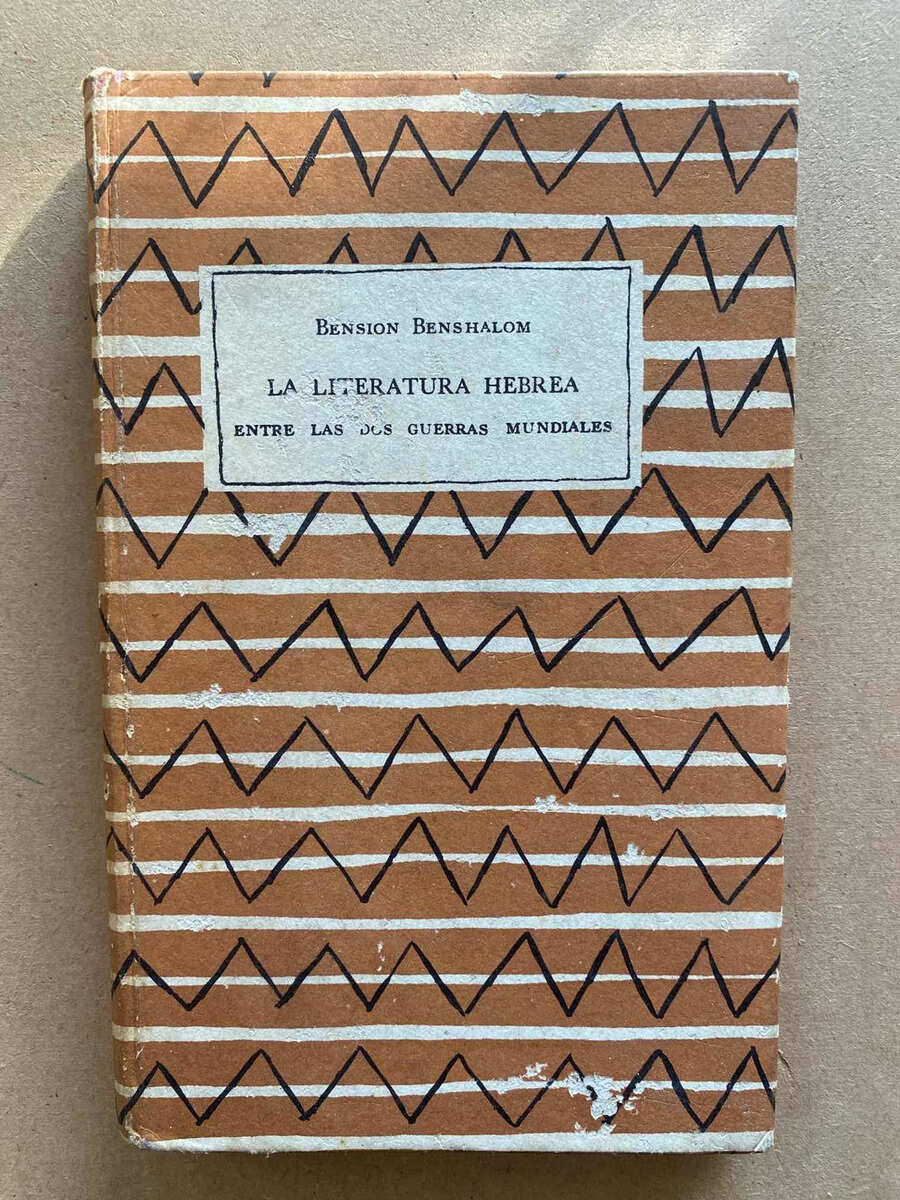 BENSION BENSHALOM
LA LITERATURA HEBREA
ENTRE LAS DOS GUERRAS MUNDIALES